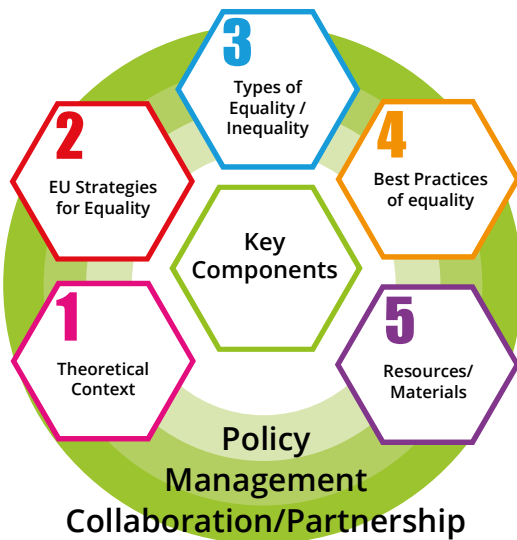 3
Types of
Equality /
Inequality
2
EU Strategies
for Equality
4
Best Practices
of equality
Key
Components
1
Theoretical
Context
5
Resources/
Materials
Policy
Management
Collaboration/Partnership